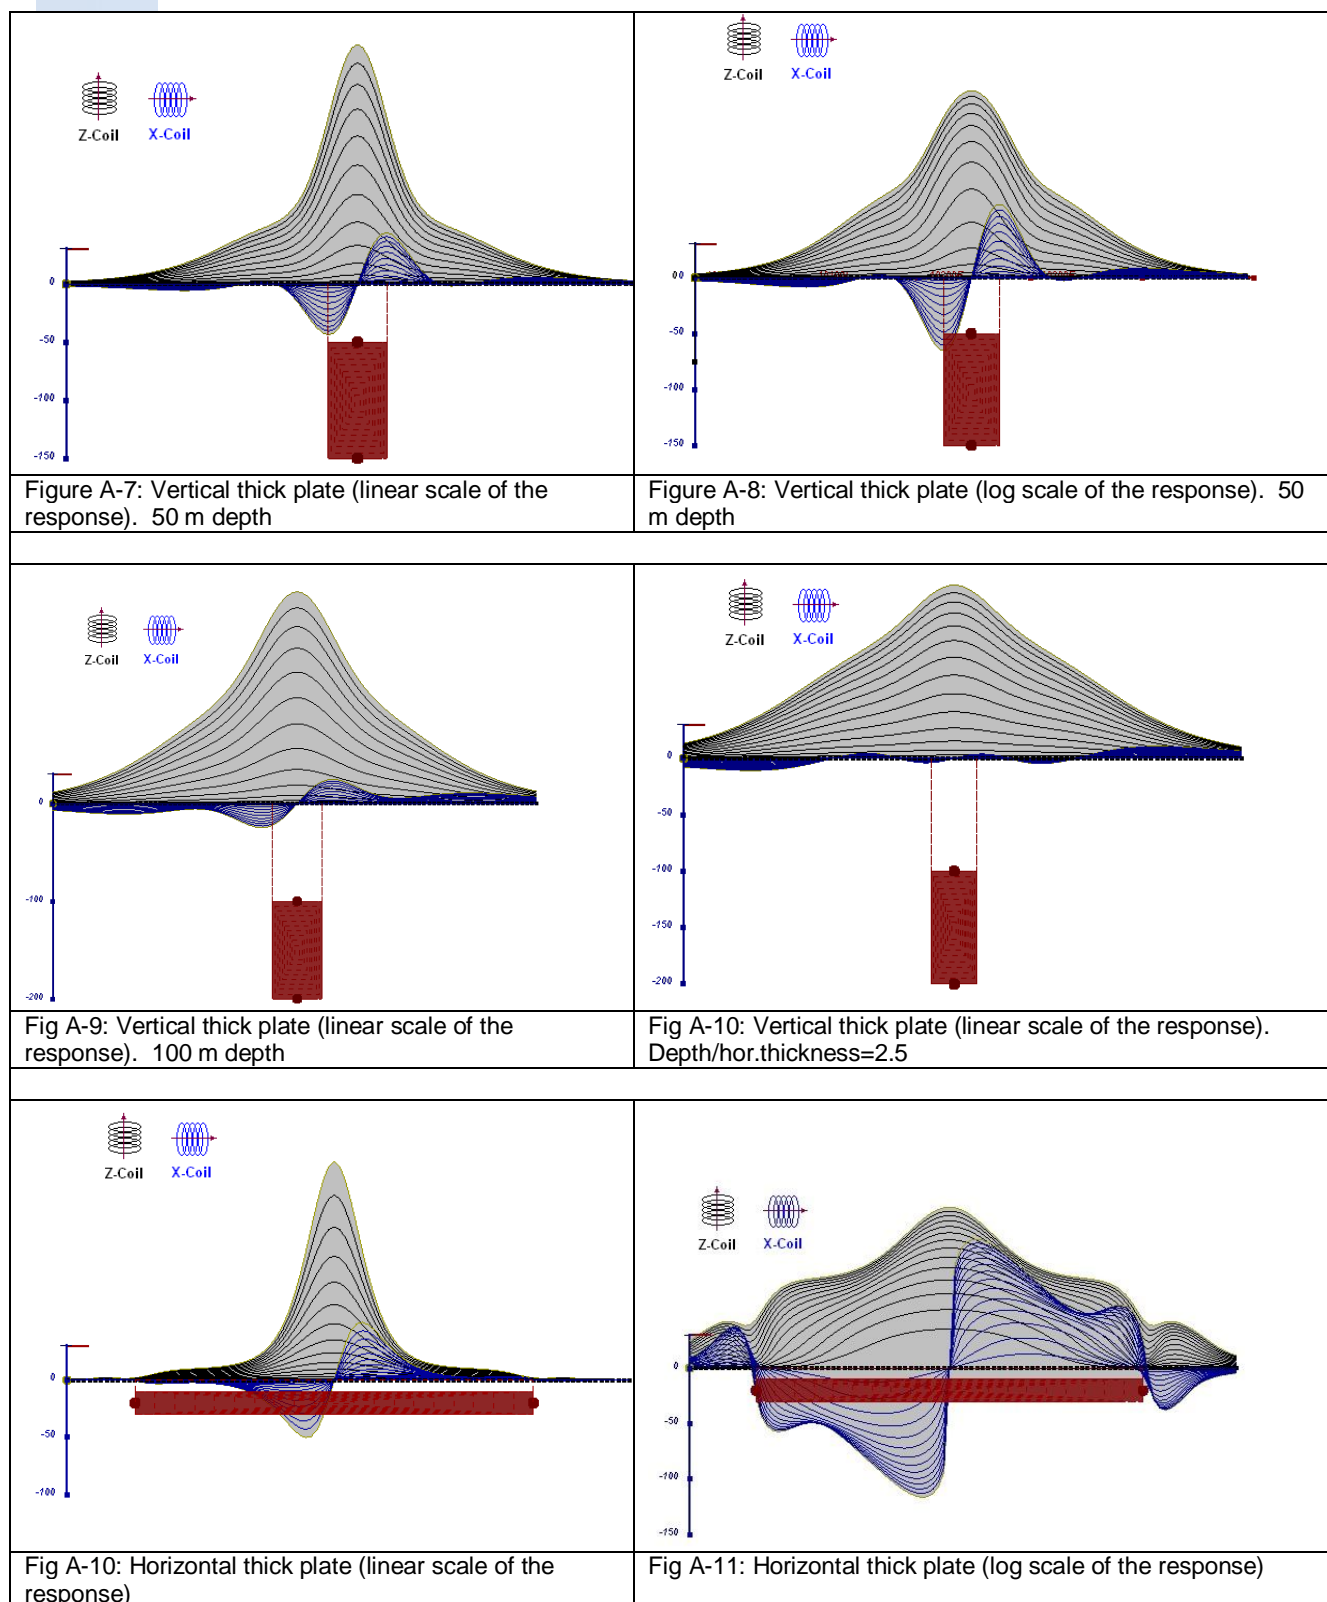 Z-Coil X-Coil
0
-50
-100
-150
Figure A-7: Vertical thick plate (linear scale of the
response). 50 m depth
Z-Coil X-Coil
00
-50
-100
-150
Figure A-8: Vertical thick plate (log scale of the response). 50
m depth
Z-Coil X-Coil
0
-100
-200
Fig A-9: Vertical thick plate (linear scale of the
response). 100 m depth
Z-Coil X-Coil
0
-50
-100
-150
-200
Fig A-10: Vertical thick plate (linear scale of the response).
Depth/hor.thickness=2.5
Z-Coil X-Coil
0
-50
-100
Fig A-10: Horizontal thick plate (linear scale of the
response)
Z-Coil X-Coil
0
-50
-100
-150
Fig A-11: Horizontal thick plate (log scale of the response)